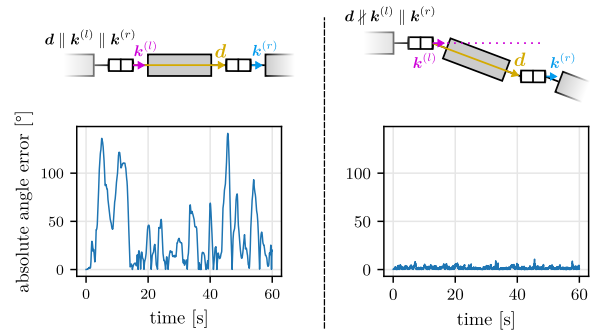 d ∥ k^(l) ∥ k^(r)
k^(l) d k^(r)
absolute angle error [°]
100
50
0
0 20 40 60
time [s]
d ∦ k^(l) ∥ k^(r)
k^(l) d k^(r)
100
50
0
0 20 40 60
time [s]